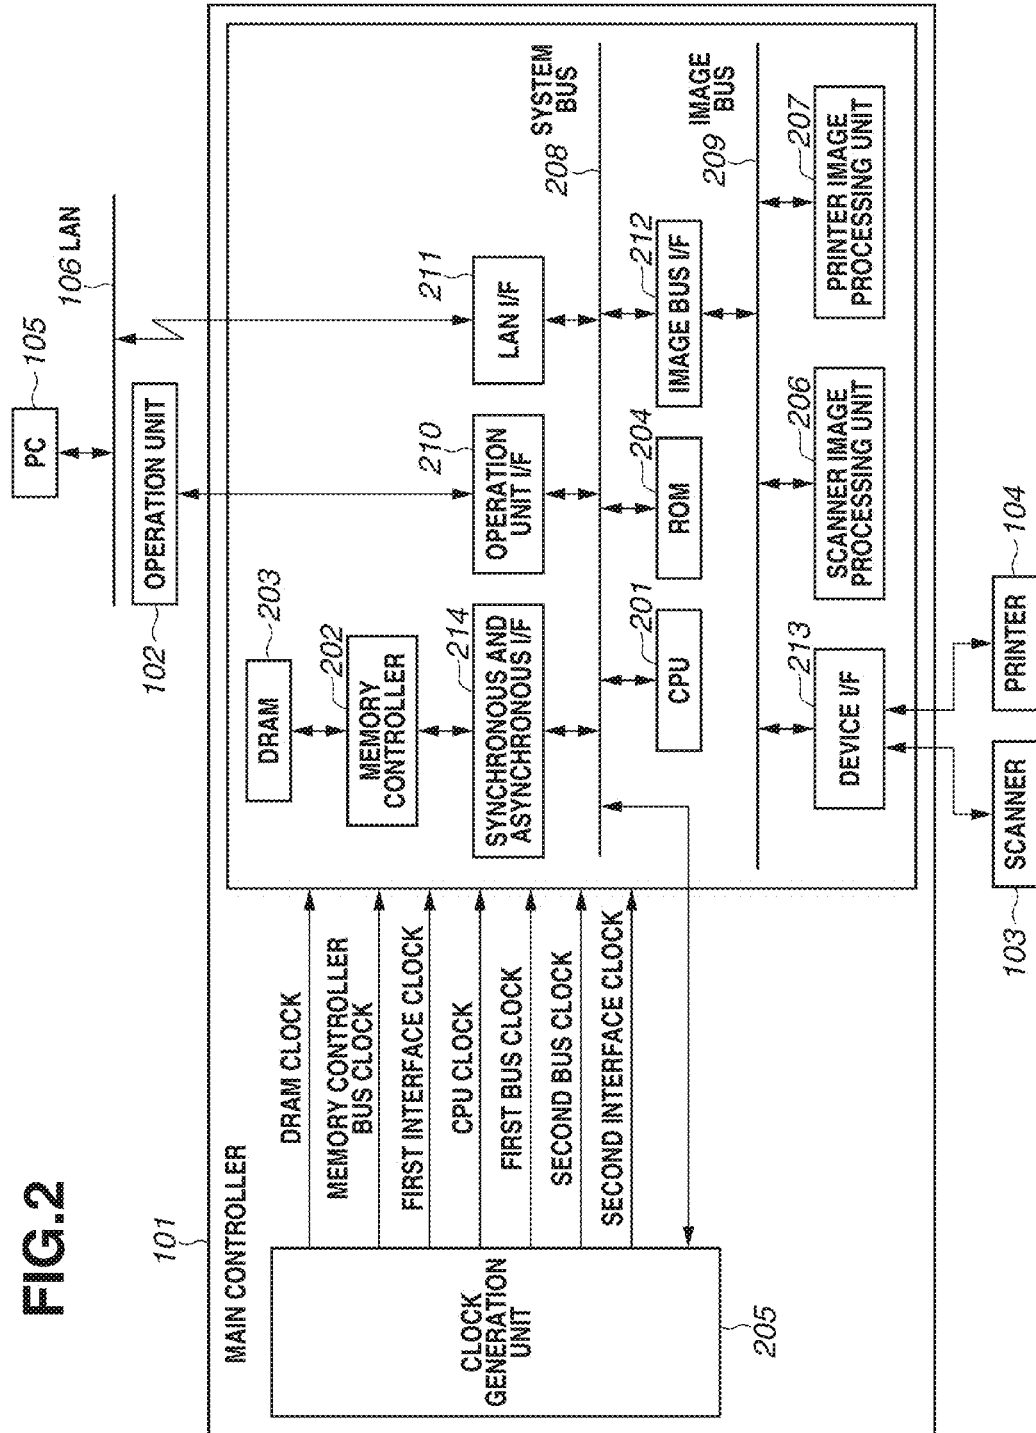 FIG.2
101
MAIN CONTROLLER
CLOCK
GENERATION
UNIT
205
DRAM CLOCK
MEMORY CONTROLLER
BUS CLOCK
FIRST INTERFACE CLOCK
CPU CLOCK
FIRST BUS CLOCK
SECOND BUS CLOCK
SECOND INTERFACE CLOCK
PC
105
106 LAN
102
OPERATION UNIT
DRAM
203
MEMORY
CONTROLLER
202
SYNCHRONOUS AND
ASYNCHRONOUS I/F
214
OPERATION
UNIT I/F
210
LAN I/F
211
SYSTEM
BUS
208
CPU
201
ROM
204
IMAGE BUS I/F
212
IMAGE
BUS
209
DEVICE I/F
213
SCANNER IMAGE
PROCESSING UNIT
206
PRINTER IMAGE
PROCESSING UNIT
207
103
SCANNER
PRINTER
104